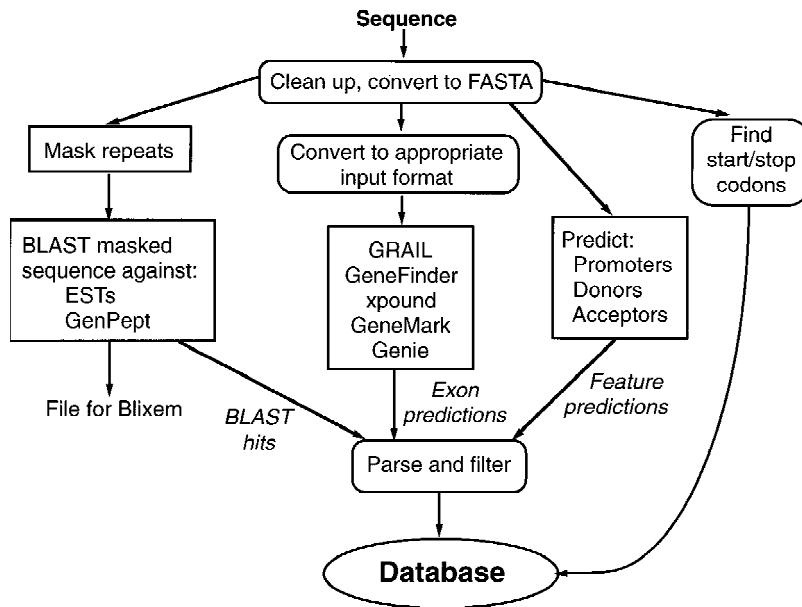 Sequence
Clean up, convert to FASTA
Mask repeats
Convert to appropriate
input format
Find
start/stop
codons
BLAST masked
sequence against:
ESTs
GenPept
GRAIL
GeneFinder
xpound
GeneMark
Genie
Predict:
Promoters
Donors
Acceptors
File for Blixem
BLAST
hits
Exon
predictions
Feature
predictions
Parse and filter
Database